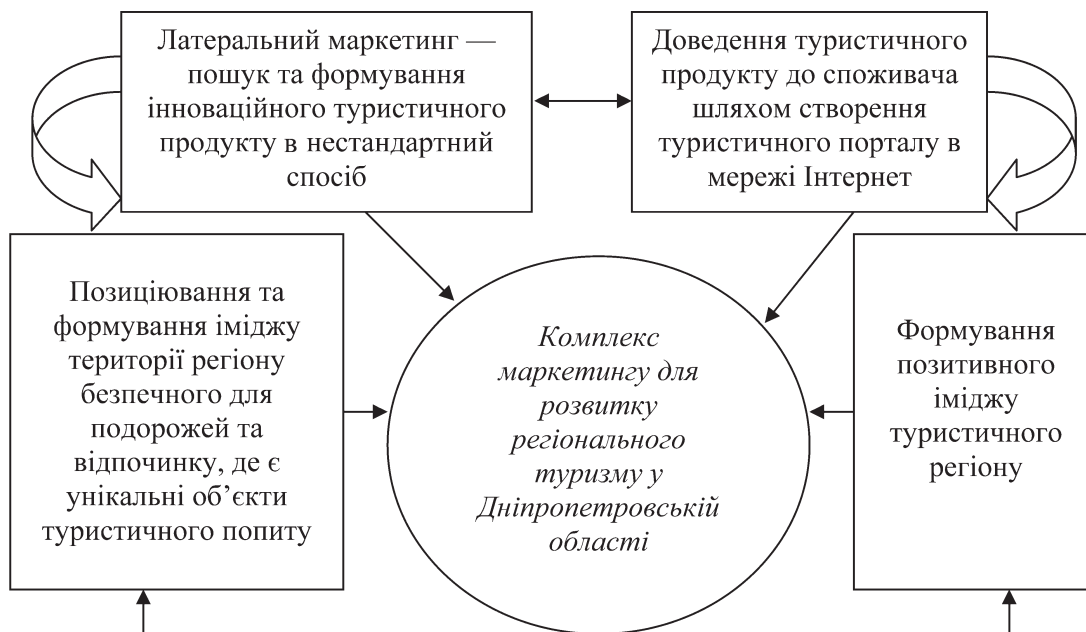 Латеральний маркетинг —
пошук та формування
інноваційного туристичного
продукту в нестандартний
спосіб
Доведення туристичного
продукту до споживача
шляхом створення
туристичного порталу в
мережі Інтернет
Позиціювання та
формування іміджу
території регіону
безпечного для
подорожей та
відпочинку, де є
унікальні об’єкти
туристичного попиту
Комплекс
маркетингу для
розвитку
регіонального
туризму у
Дніпропетровській
області
Формування
позитивного
іміджу
туристичного
регіону